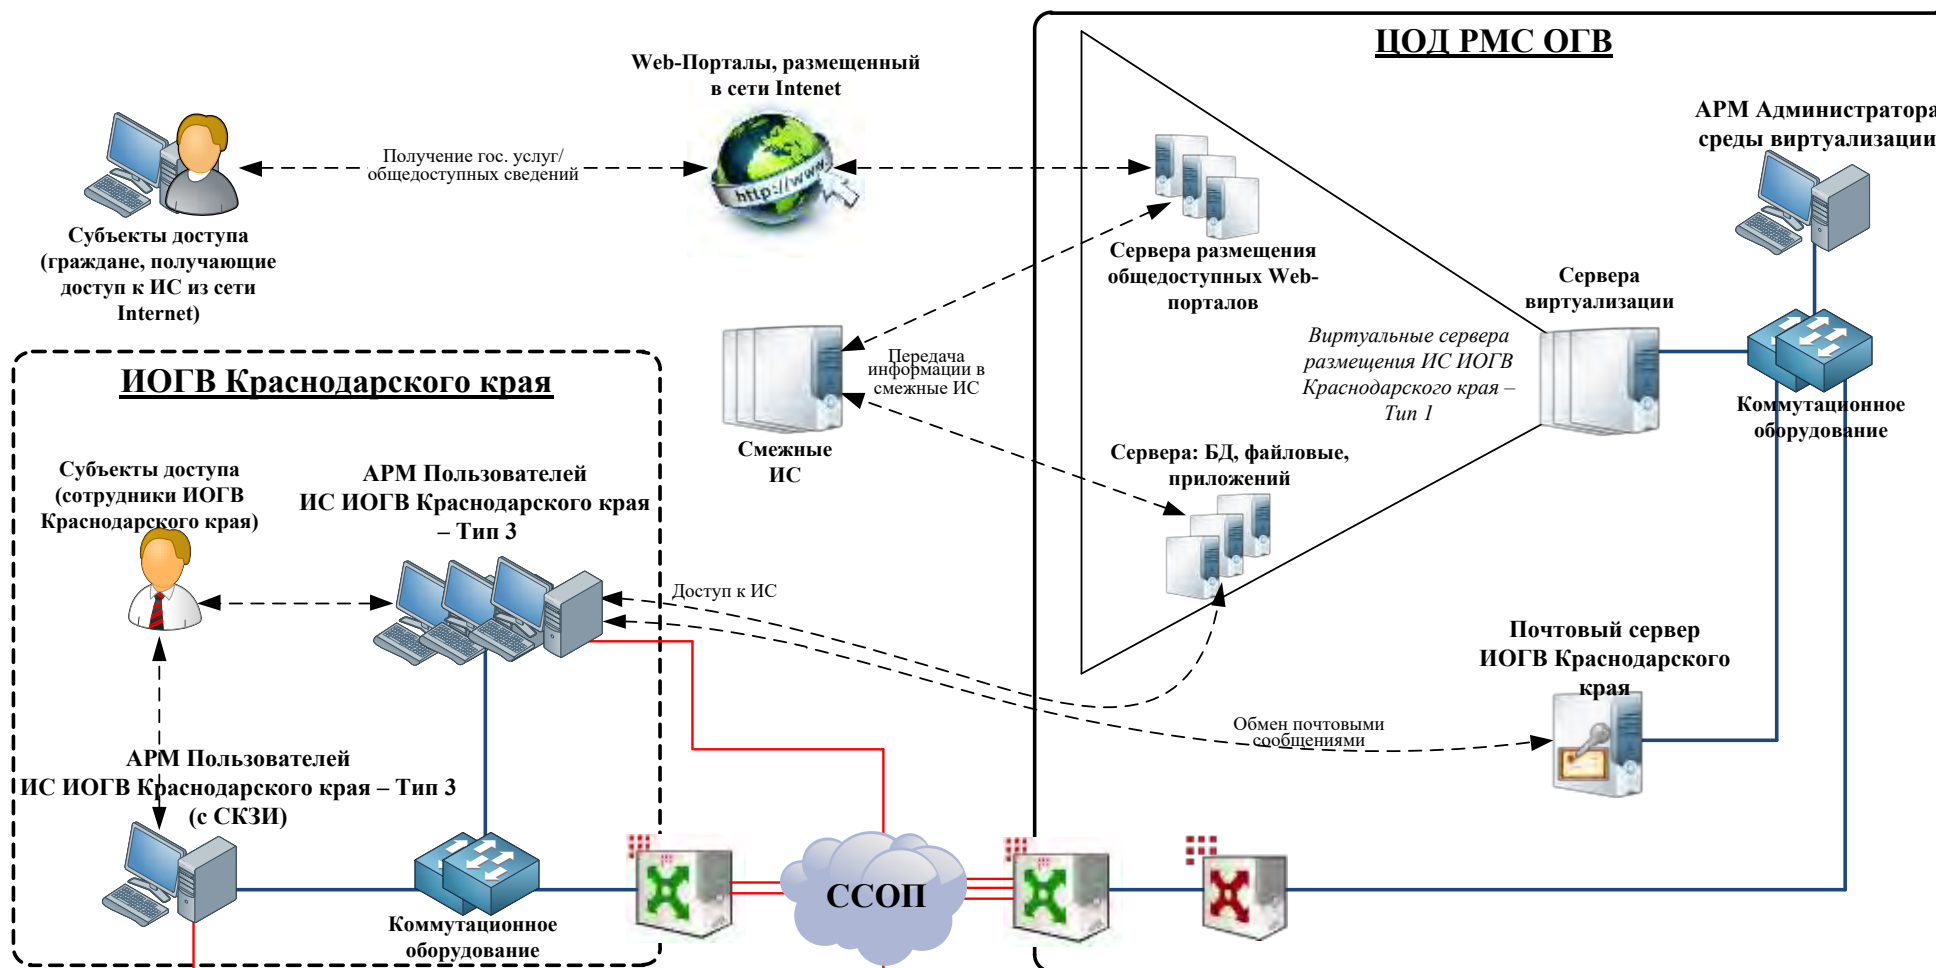 ЦОД РМС ОГВ
Web-Порталы, размещенный
в сети Intenet
АРМ Администратора
среды виртуализации
Получение гос. услуг/
общедоступных сведений
http://www.
Субъекты доступа
(граждане, получающие
доступ к ИС из сети
Internet)
Сервера размещения
общедоступных Web-
порталов
Сервера
виртуализации
Виртуальные сервера
размещения ИС ИОГВ
Краснодарского края –
Тип 1
Передача
информации в
смежные ИС
Коммутационное
оборудование
Смежные
ИС
Сервера: БД, файловые,
приложений
ИОГВ Краснодарского края
Субъекты доступа
(сотрудники ИОГВ
Краснодарского края)
АРМ Пользователей
ИС ИОГВ Краснодарского края
– Тип 3
Доступ к ИС
Почтовый сервер
ИОГВ Краснодарского
края
Обмен почтовыми
сообщениями
АРМ Пользователей
ИС ИОГВ Краснодарского края – Тип 3
(с СКЗИ)
Коммутационное
оборудование
ССОП